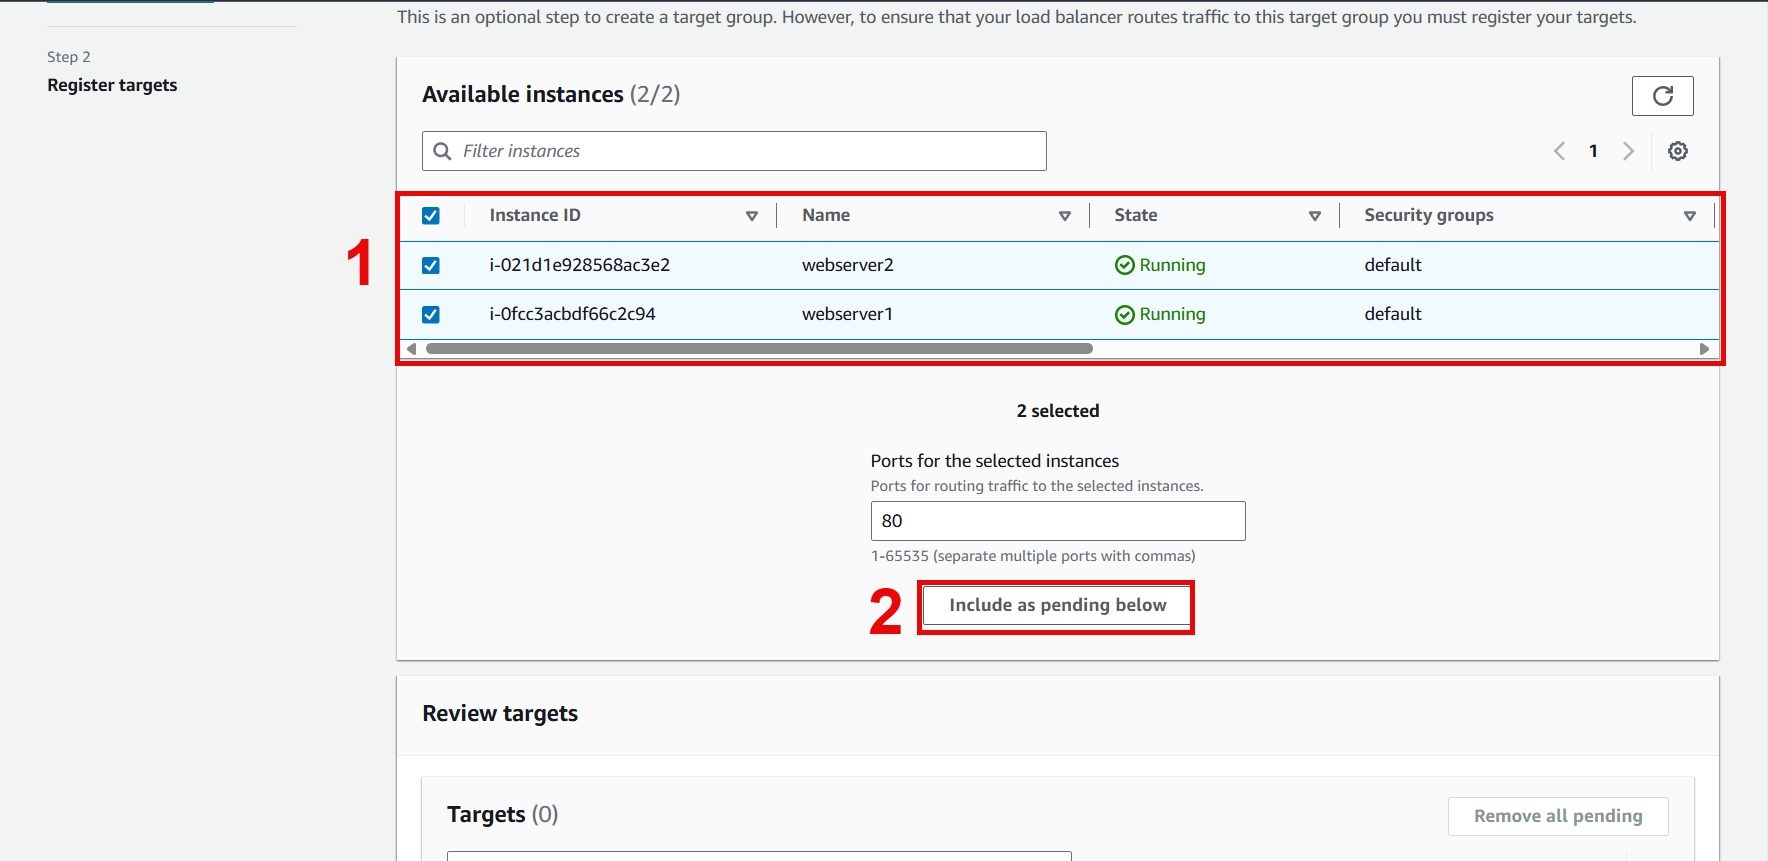 This is an optional step to create a target group. However, to ensure that your load balancer routes traffic to this target group you must register your targets.
Step 2
Register targets
Available instances (2/2)
Filter instances
1
1
Instance ID Name State Security groups
i-021d1e928568ac3e2 webserver2 Running default
i-0fcc3acbdf66c2c94 webserver1 Running default
2 selected
Ports for the selected instances
Ports for routing traffic to the selected instances.
80
1-65535 (separate multiple ports with commas)
2 Include as pending below
Review targets
Targets (0)
Remove all pending